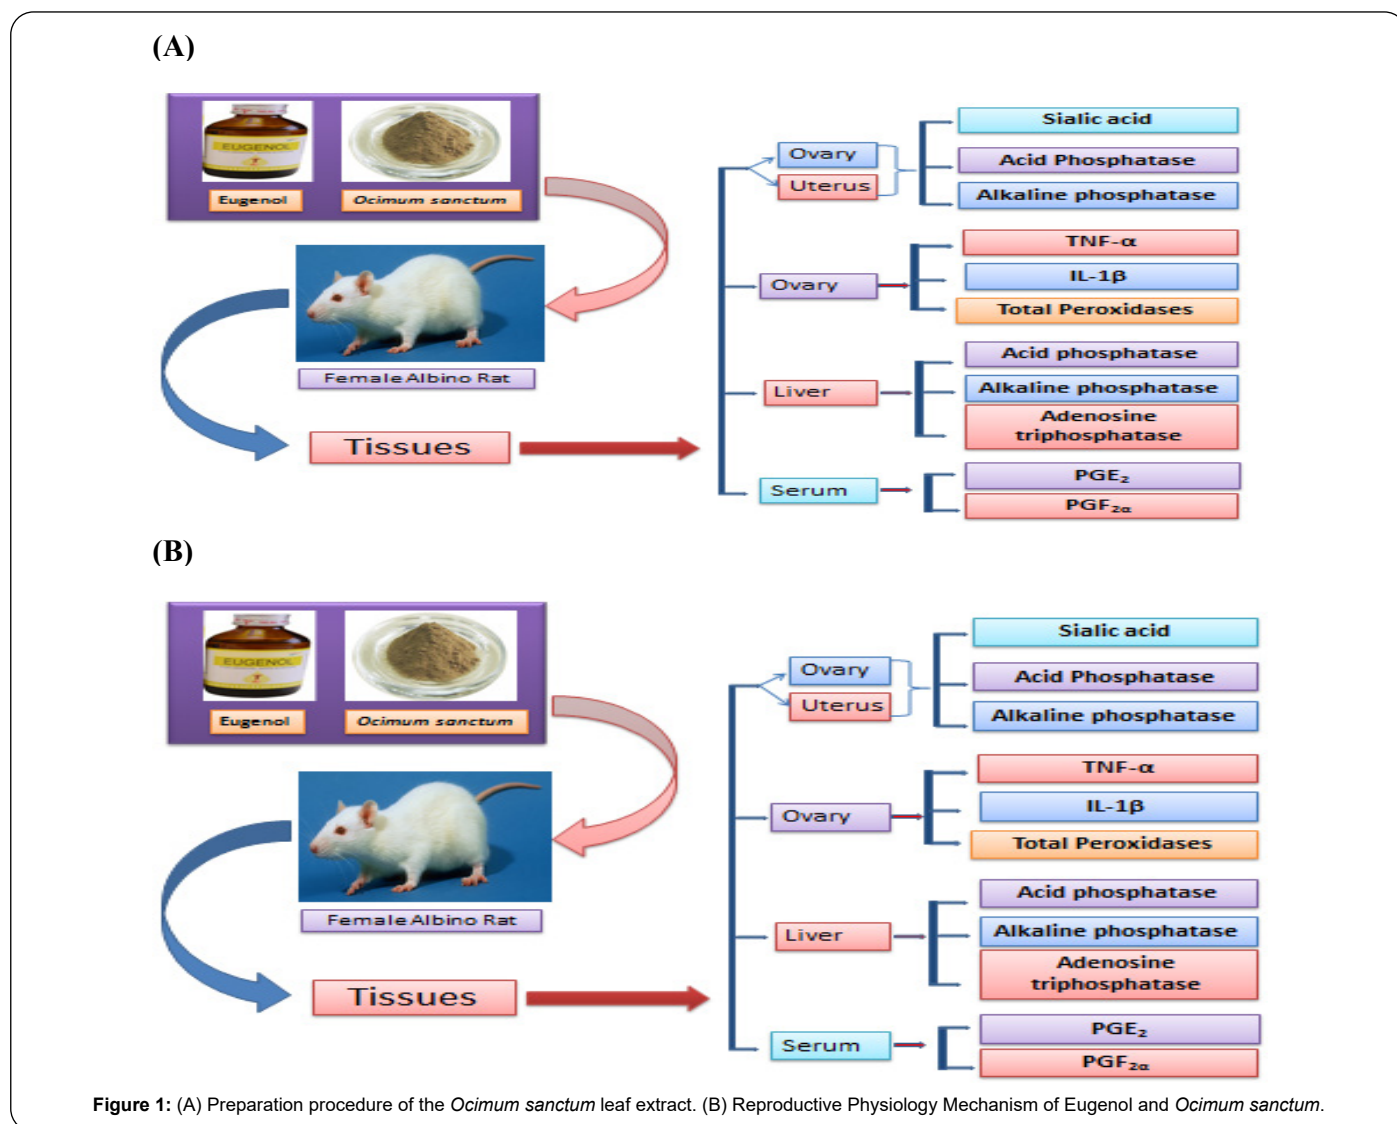 (A)
EUGENOL
Eugenol
Ocimum sanctum
Female Albino Rat
Tissues
Ovary
Uterus
Sialic acid
Acid Phosphatase
Alkaline phosphatase
Ovary
TNF-α
IL-1β
Total Peroxidases
Liver
Acid phosphatase
Alkaline phosphatase
Adenosine
triphosphatase
Serum
PGE₂
PGF₂α
(B)
EUGENOL
Eugenol
Ocimum sanctum
Female Albino Rat
Tissues
Ovary
Uterus
Sialic acid
Acid Phosphatase
Alkaline phosphatase
Ovary
TNF-α
IL-1β
Total Peroxidases
Liver
Acid phosphatase
Alkaline phosphatase
Adenosine
triphosphatase
Serum
PGE₂
PGF₂α
Figure 1: (A) Preparation procedure of the Ocimum sanctum leaf extract. (B) Reproductive Physiology Mechanism of Eugenol and Ocimum sanctum.